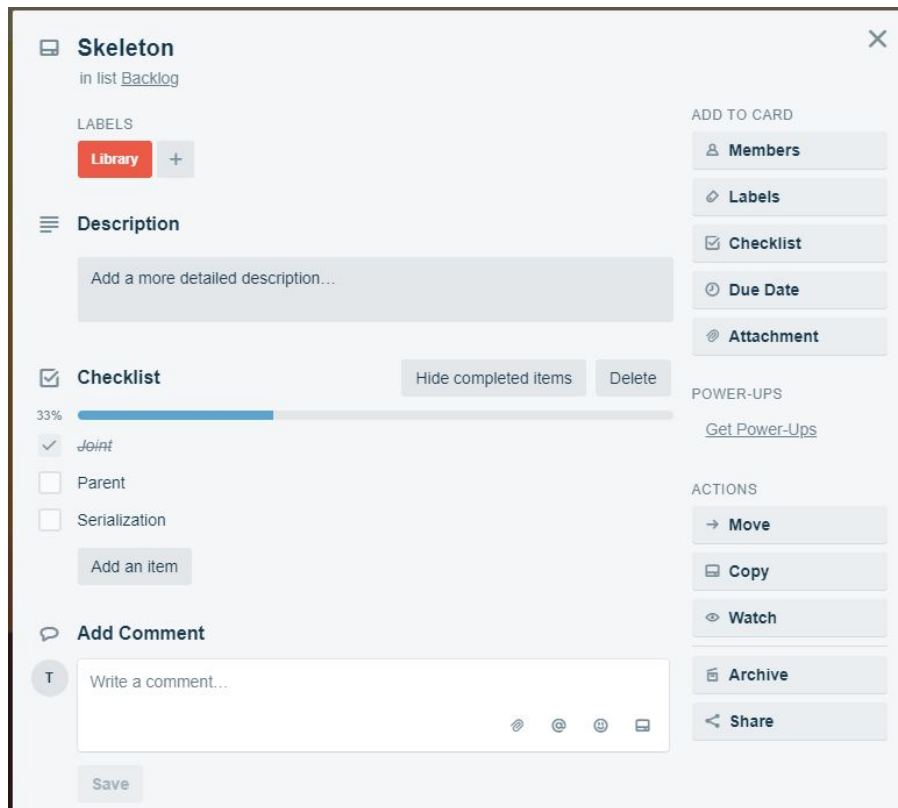 Skeleton
in list Backlog
LABELS
Library
Description
Add a more detailed description…
Checklist
Hide completed items
Delete
33%
Joint
Parent
Serialization
Add an item
Add Comment
T
Write a comment…
Save
ADD TO CARD
Members
Labels
Checklist
Due Date
Attachment
POWER-UPS
Get Power-Ups
ACTIONS
Move
Copy
Watch
Archive
Share